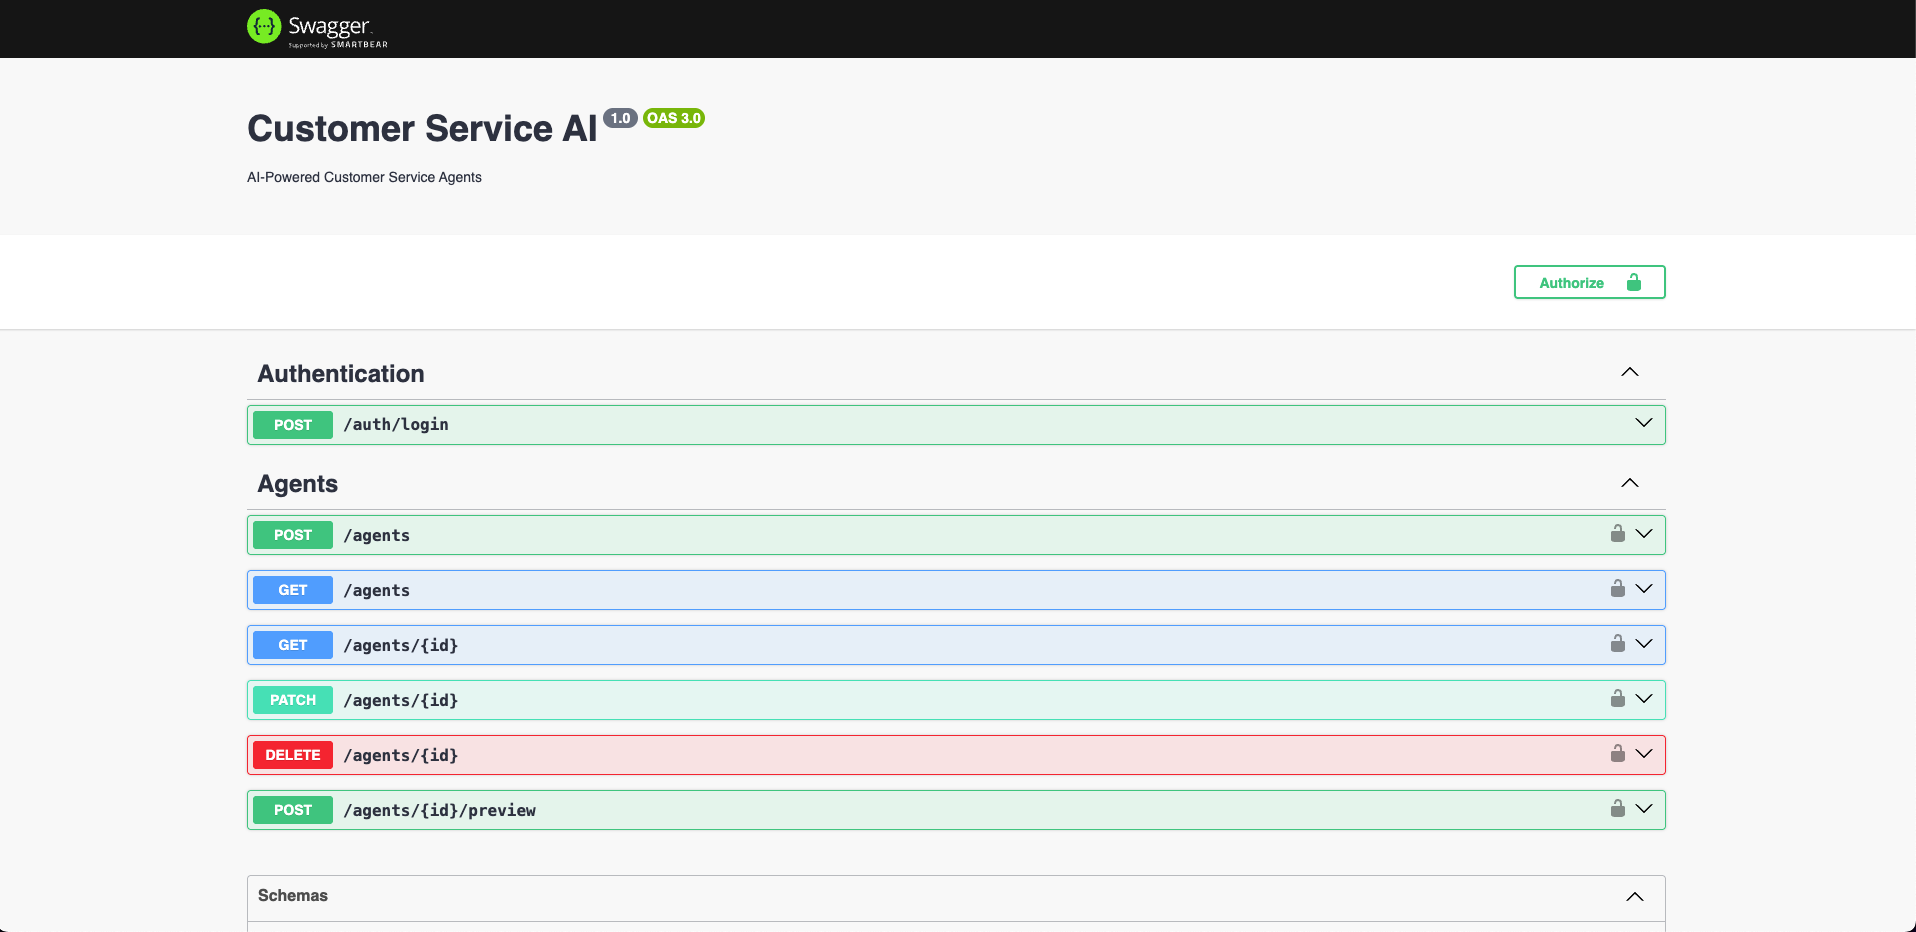 {···} Swagger
Supported by SMARTBEAR
Customer Service AI 1.0 OAS 3.0
AI-Powered Customer Service Agents
Authorize
Authentication
POST /auth/login
Agents
POST /agents
GET /agents
GET /agents/{id}
PATCH /agents/{id}
DELETE /agents/{id}
POST /agents/{id}/preview
Schemas